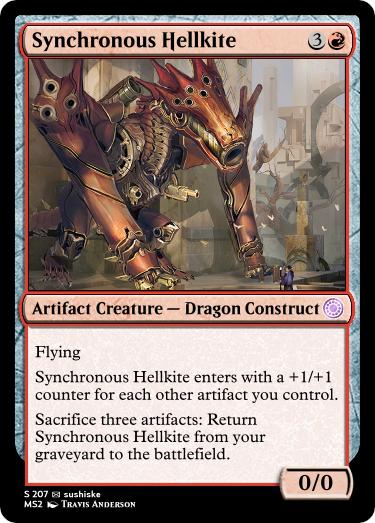 Synchronous Hellkite 3
Artifact Creature — Dragon Construct
Flying
Synchronous Hellkite enters with a +1/+1
counter for each other artifact you control.
Sacrifice three artifacts: Return
Synchronous Hellkite from your
graveyard to the battlefield.
0/0
S 207 sushiske
MS2 Travis Anderson